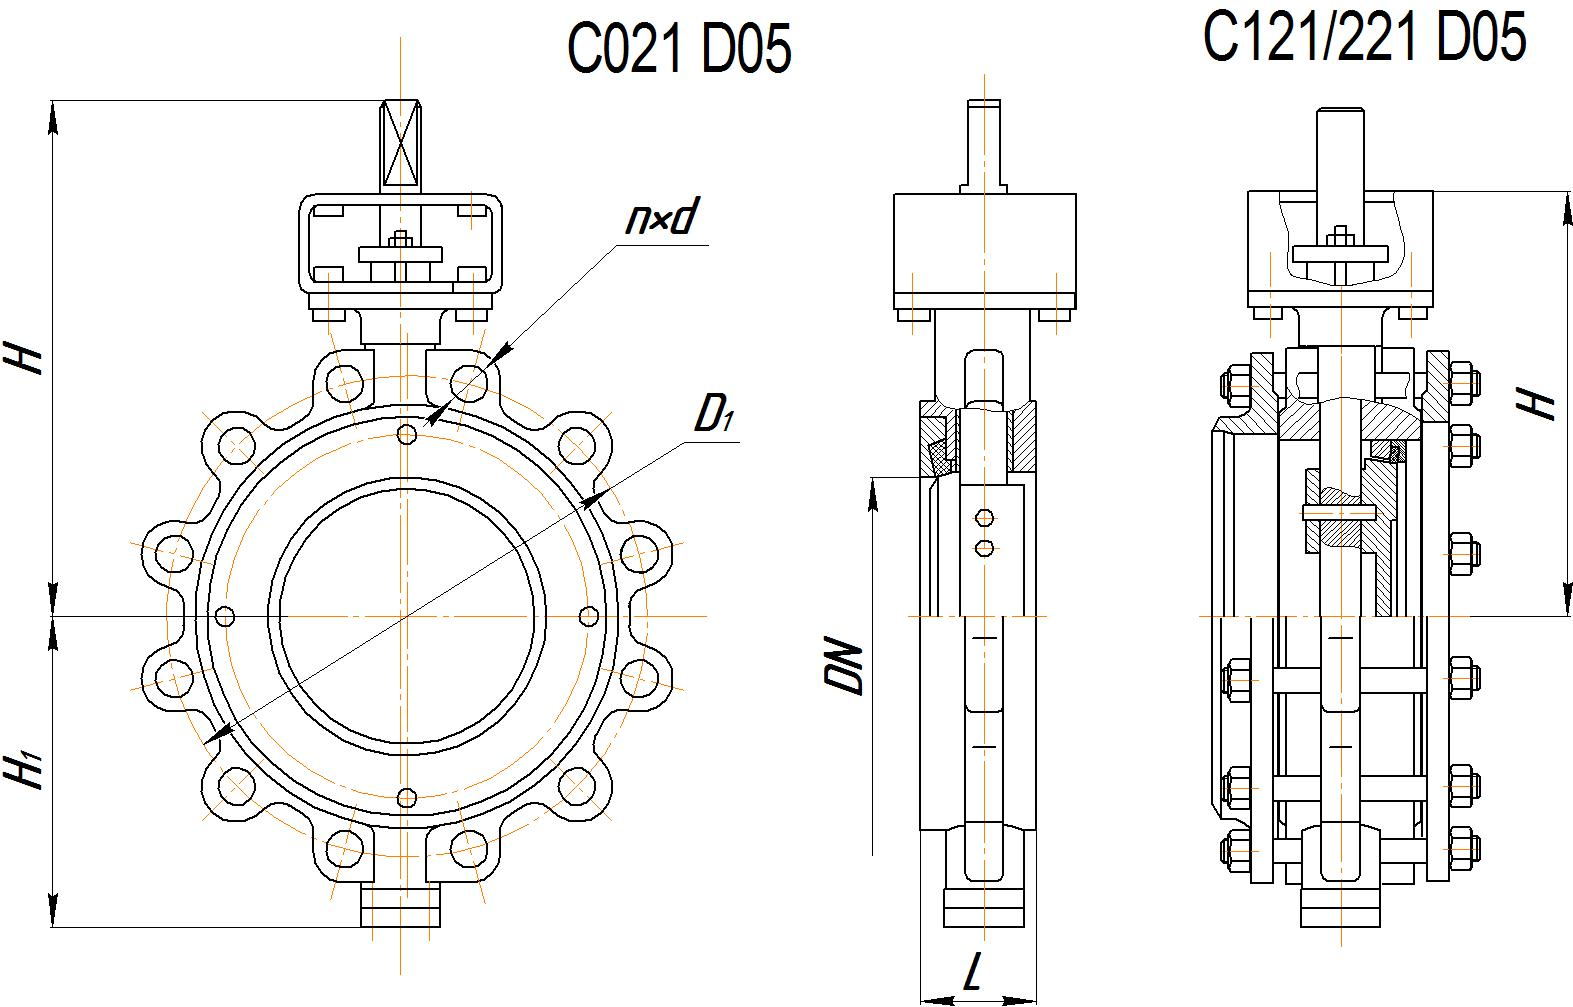 C021 D05
C121/221 D05
n×d
D1
H
H1
DN
L
H